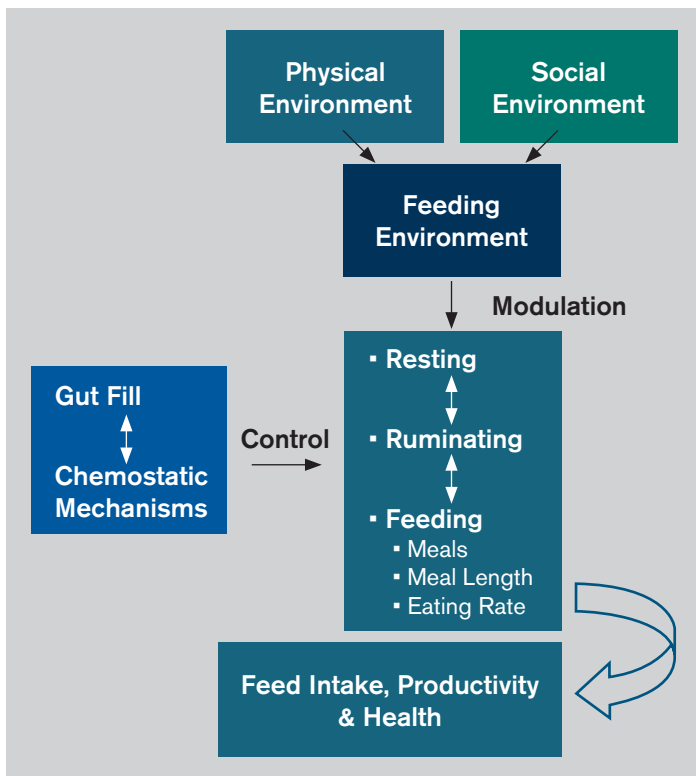 Physical
Environment
Social
Environment
Feeding
Environment
Modulation
▪ Resting
▪ Ruminating
▪ Feeding
▪ Meals
▪ Meal Length
▪ Eating Rate
Gut Fill
Chemostatic
Mechanisms
Control
Feed Intake, Productivity
& Health